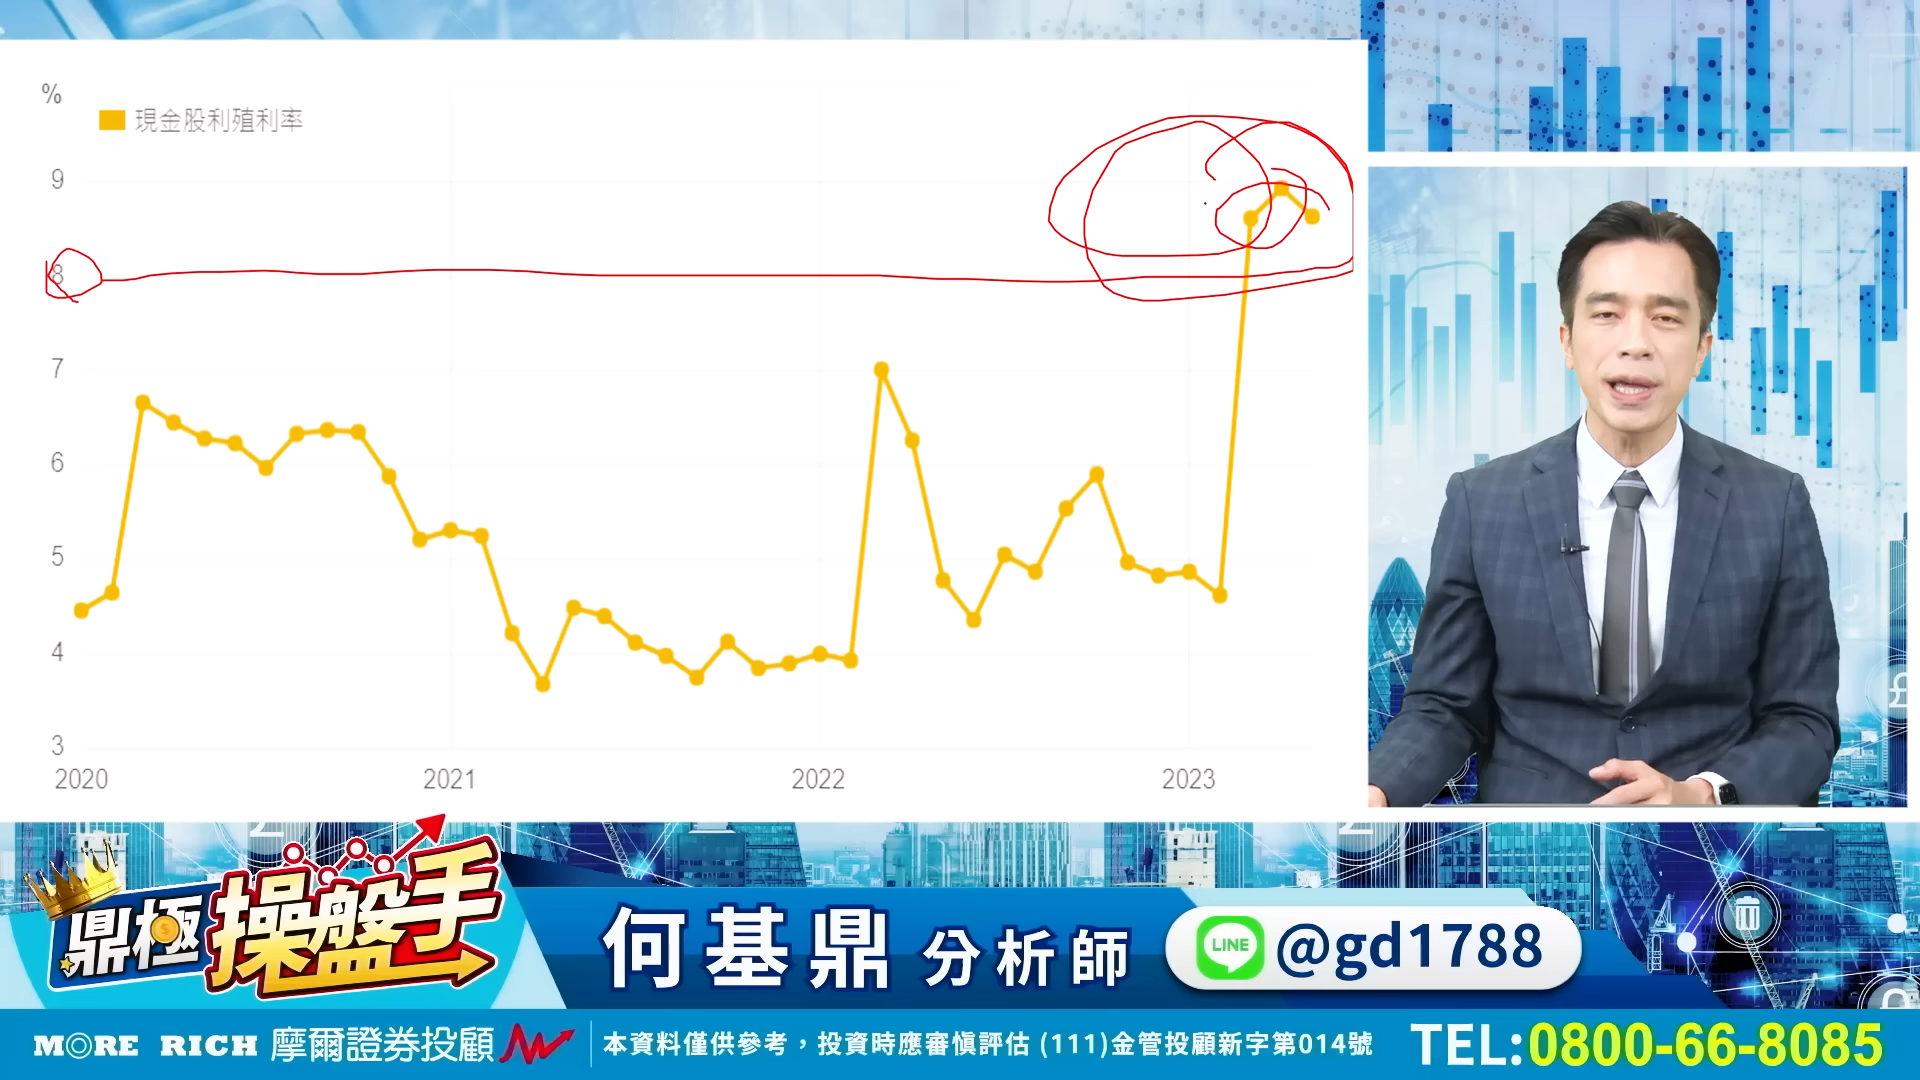 %
現金股利殖利率
9
8
7
6
5
4
3
2020 2021 2022 2023
鼎極操盤手
何基鼎 分析師
LINE @gd1788
MORE RICH 摩爾證券投顧
本資料僅供參考，投資時應審慎評估 (111)金管投顧新字第014號
TEL:0800-66-8085